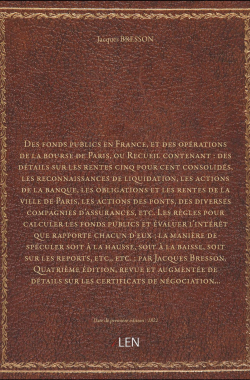 Jacques BRESSON
Des fonds publics en France, et des opérations
de la bourse de Paris, ou Recueil contenant : des
détails sur les rentes cinq pour cent consolidés,
les reconnaissances de liquidation, les actions
de la banque, les obligations et les rentes de la
ville de Paris, les actions des ponts, des diverses
compagnies d'assurances, etc. Les règles pour
calculer les fonds publics et évaluer l'intérêt
que rapporte chacun d'eux ; la manière de
spéculer soit à la hausse, soit à la baisse, soit
sur les reports, etc., etc. ; par Jacques Bresson.
Quatrième édition, revue et augmentée de
détails sur les certificats de négociation...
Date de première édition :
LEN